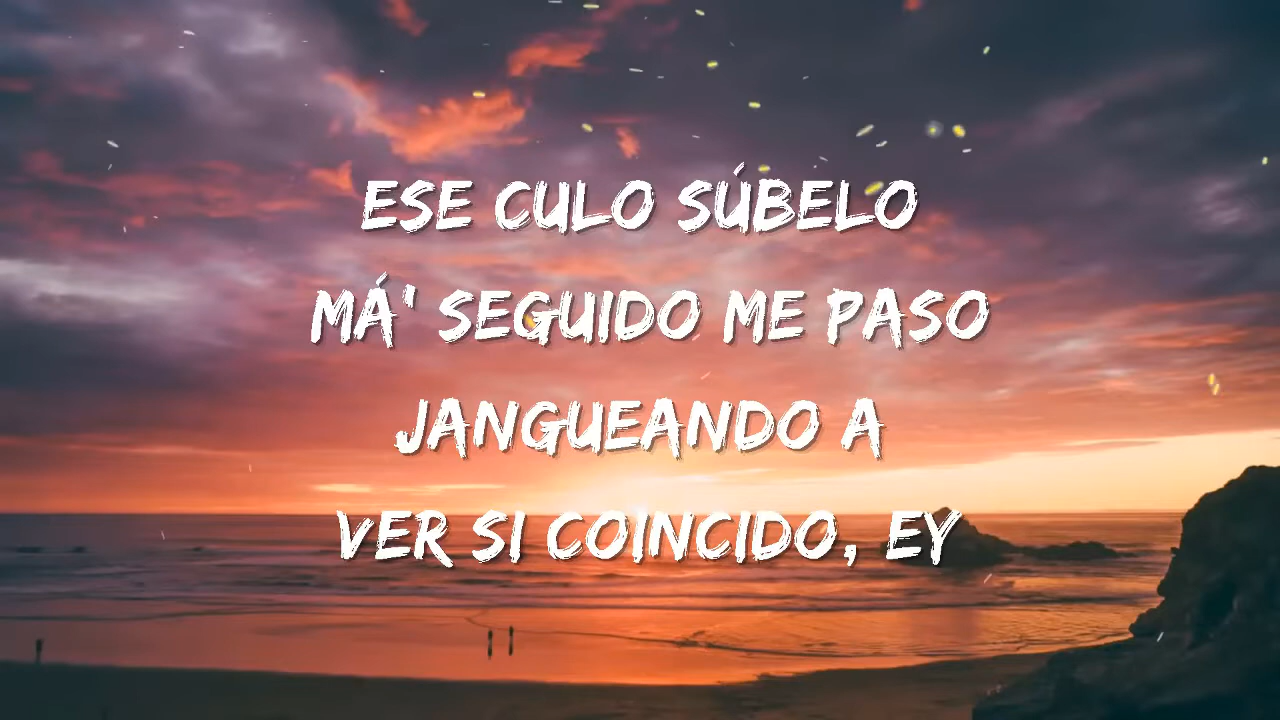 ESE CULO SÚBELO
MÁ' SEGUIDO ME PASO
JANGUEANDO A
VER SI COINCIDO, EY